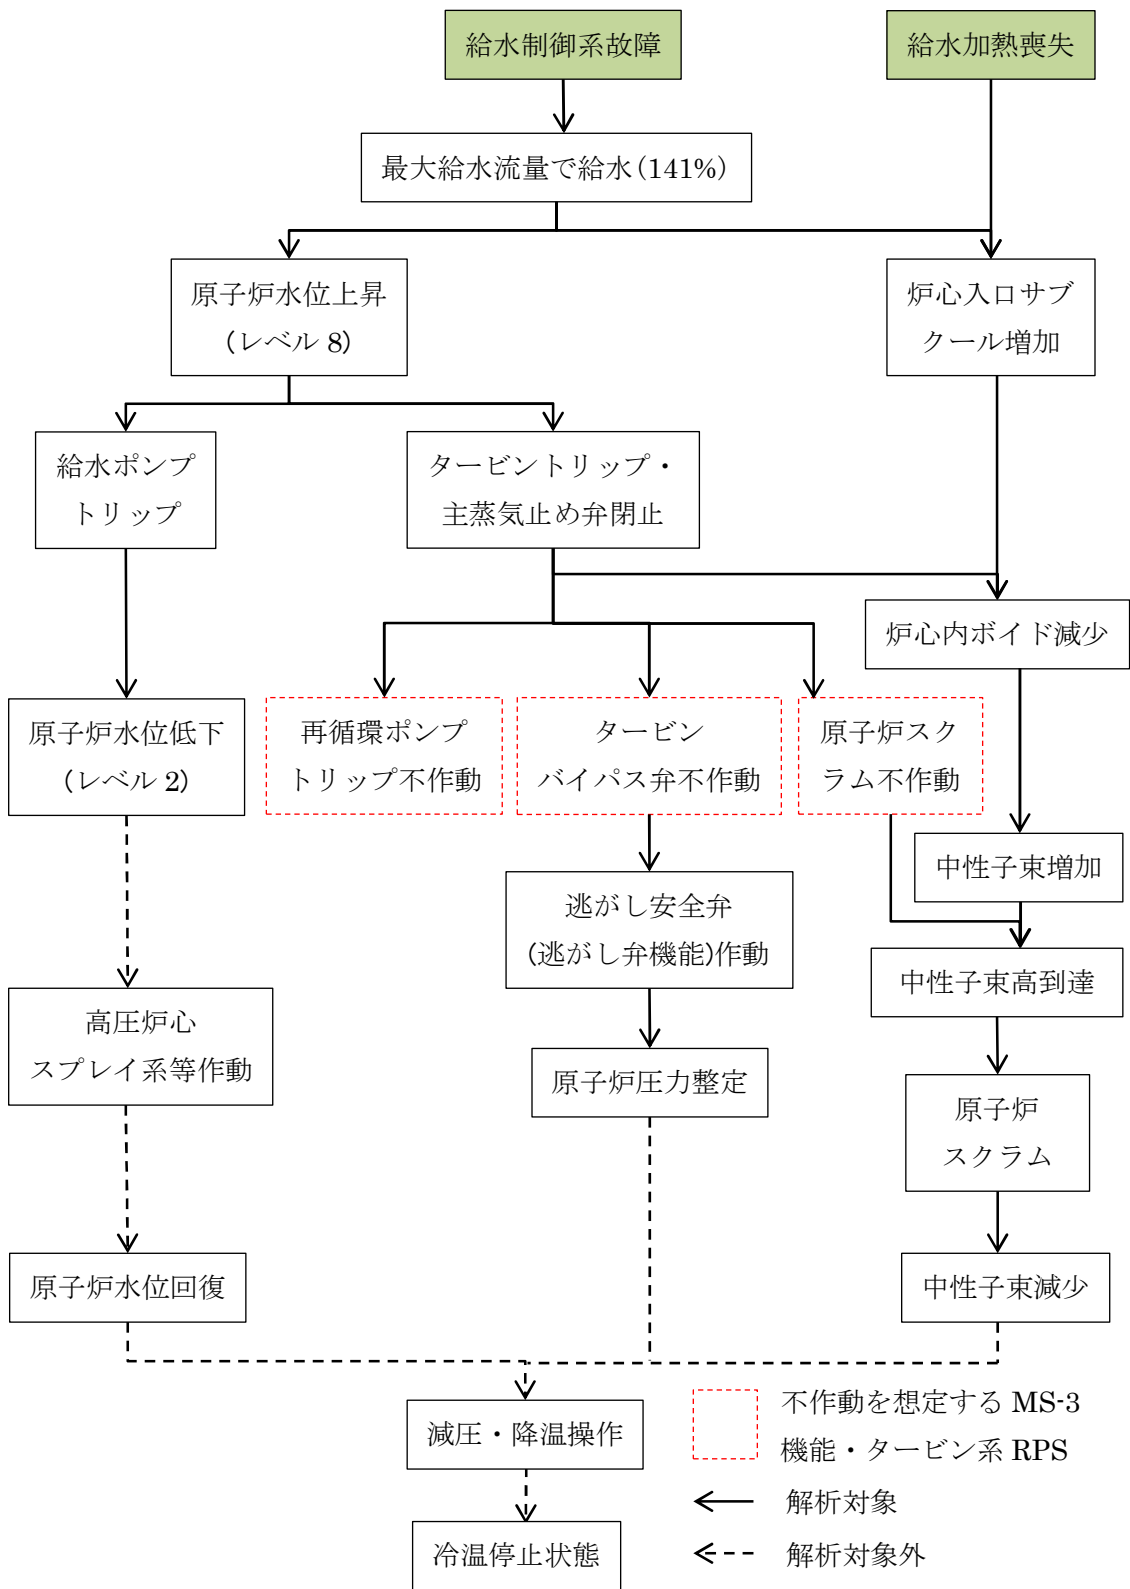 給水制御系故障
給水加熱喪失
最大給水流量で給水(141%)
原子炉水位上昇
(レベル 8)
炉心入口サブ
クール増加
給水ポンプ
トリップ
タービントリップ・
主蒸気止め弁閉止
炉心内ボイド減少
原子炉水位低下
(レベル 2)
再循環ポンプ
トリップ不作動
タービン
バイパス弁不作動
原子炉スク
ラム不作動
中性子束増加
逃がし安全弁
(逃がし弁機能)作動
中性子束高到達
高圧炉心
スプレイ系等作動
原子炉圧力整定
原子炉
スクラム
原子炉水位回復
中性子束減少
減圧・降温操作
冷温停止状態
不作動を想定する MS-3
機能・タービン系 RPS
解析対象
解析対象外